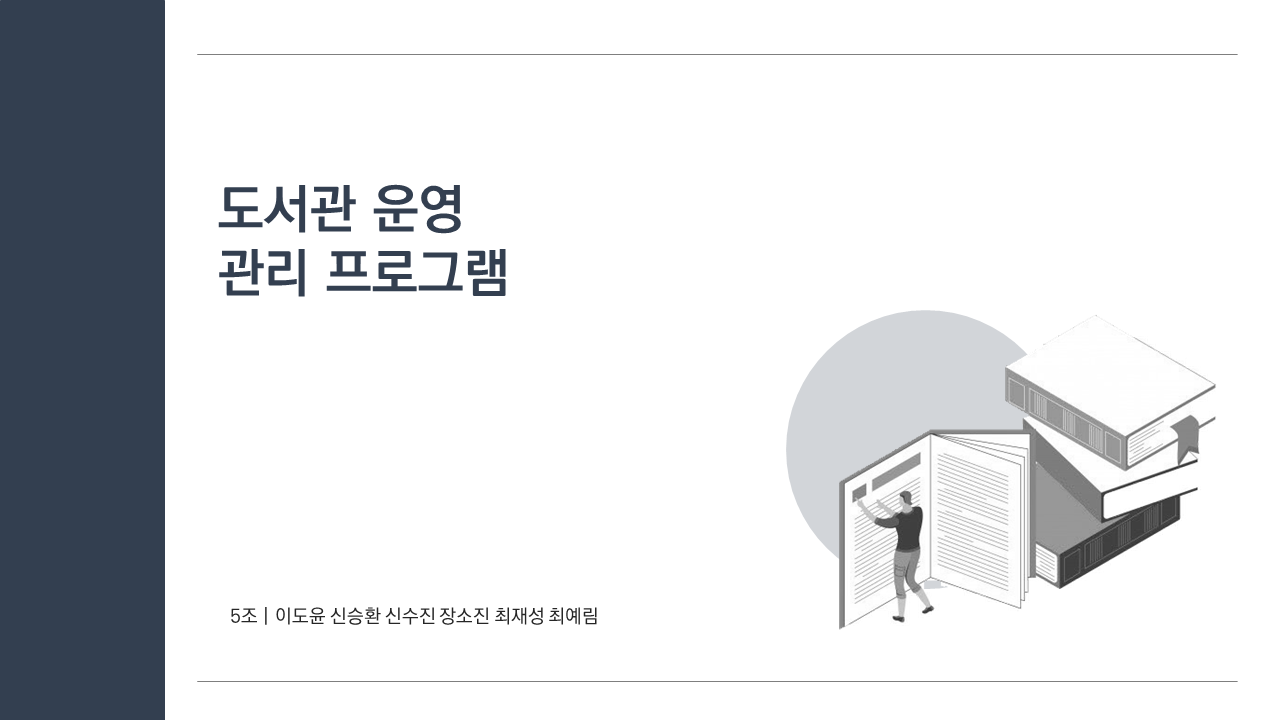 도서관 운영
관리 프로그램
5조 | 이도윤 신승환 신수진 장소진 최재성 최예림